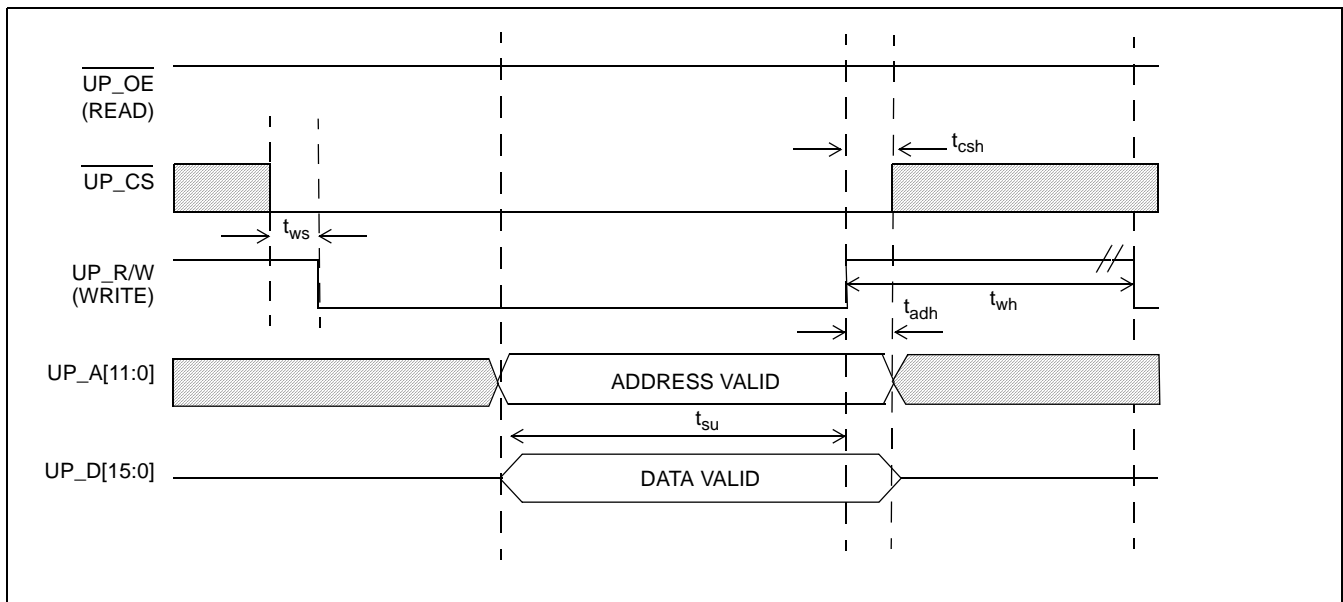 UP_OE
(READ)
t_csh
UP_CS
t_ws
UP_R/W
(WRITE)
t_wh
t_adh
UP_A[11:0]
ADDRESS VALID
t_su
UP_D[15:0]
DATA VALID